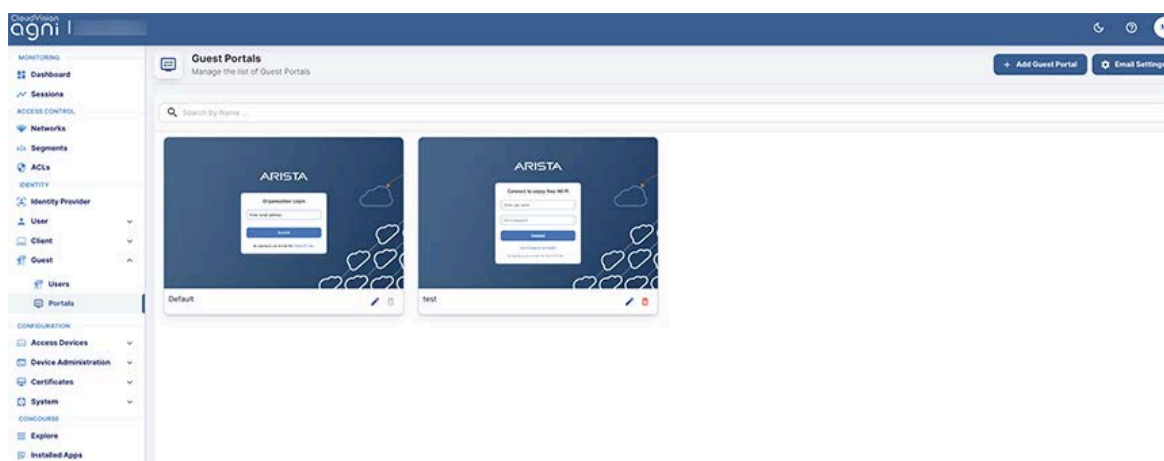 CloudVision
agni
MONITORING
Dashboard
Sessions
ACCESS CONTROL
Networks
Segments
ACLs
IDENTITY
Identity Provider
User
Client
Guest
Users
Portals
CONFIGURATION
Access Devices
Device Administration
Certificates
System
CONCOURSE
Explore
Installed Apps
Guest Portals
Manage the list of Guest Portals
+ Add Guest Portal
Email Settings
Search by Name ...
ARISTA
Organization Login
Enter email address
Default
ARISTA
Connect to enjoy free Wi-Fi
Connect
test